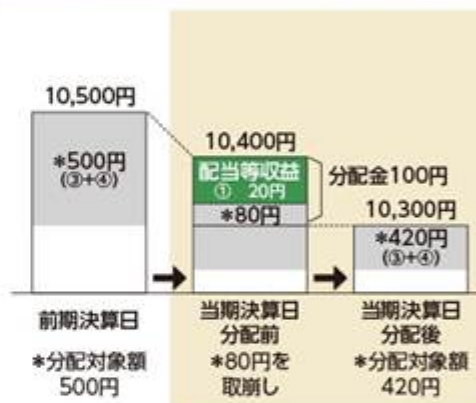 10,500円
*500円
(③+④)
10,400円
配当等収益
① 20円
*80円
分配金100円
10,300円
*420円
(③+④)
前期決算日
当期決算日
分配前
当期決算日
分配後
*分配対象額
500円
*80円を
取崩し
*分配対象額
420円